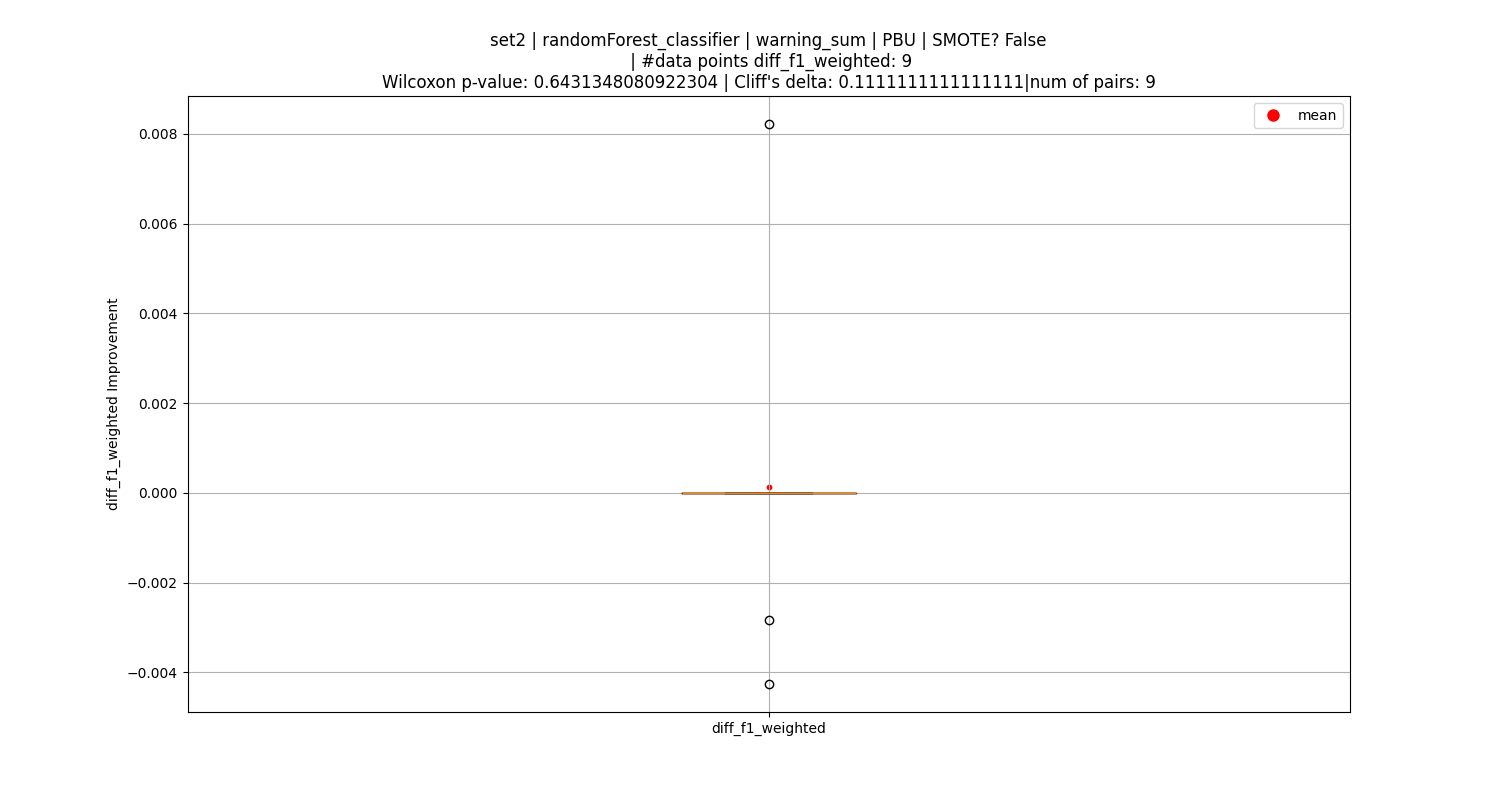 set2 | randomForest_classifier | warning_sum | PBU | SMOTE? False
| #data points diff_f1_weighted: 9
Wilcoxon p-value: 0.6431348080922304 | Cliff's delta: 0.1111111111111111|num of pairs: 9
mean
0.008
0.006
0.004
0.002
0.000
−0.002
−0.004
diff_f1_weighted Improvement
diff_f1_weighted